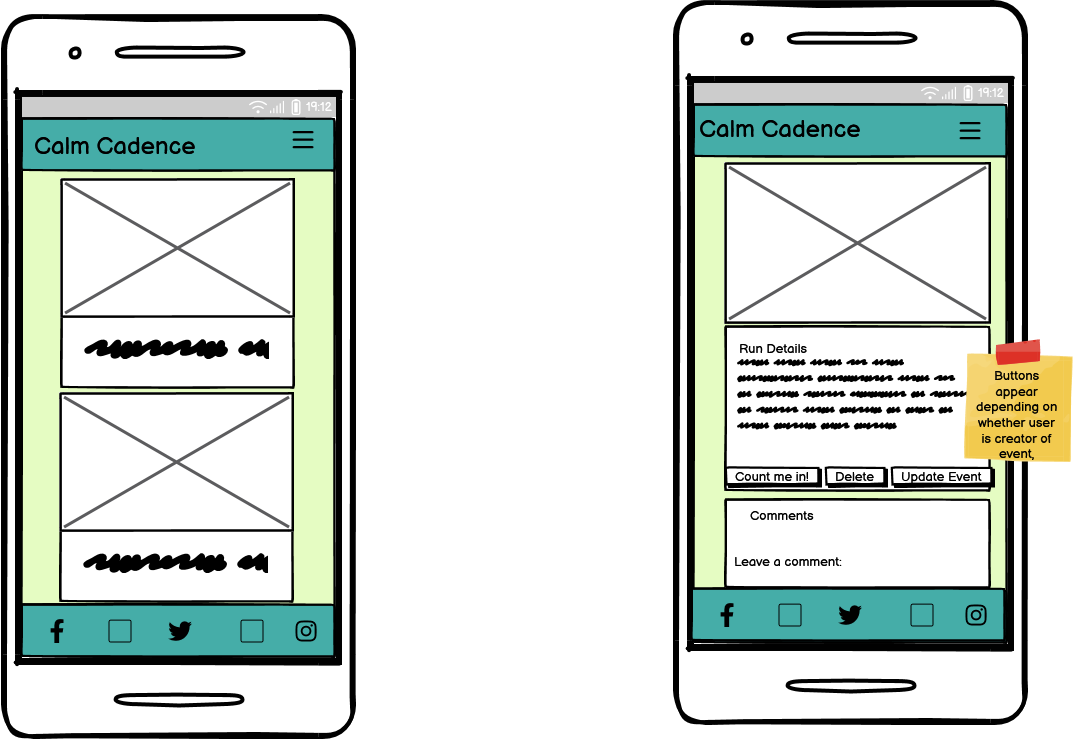 19:12
Calm Cadence
19:12
Calm Cadence
Run Details
Buttons
appear
depending on
whether user
is creator of
event,
Count me in!
Delete
Update Event
Comments
Leave a comment: